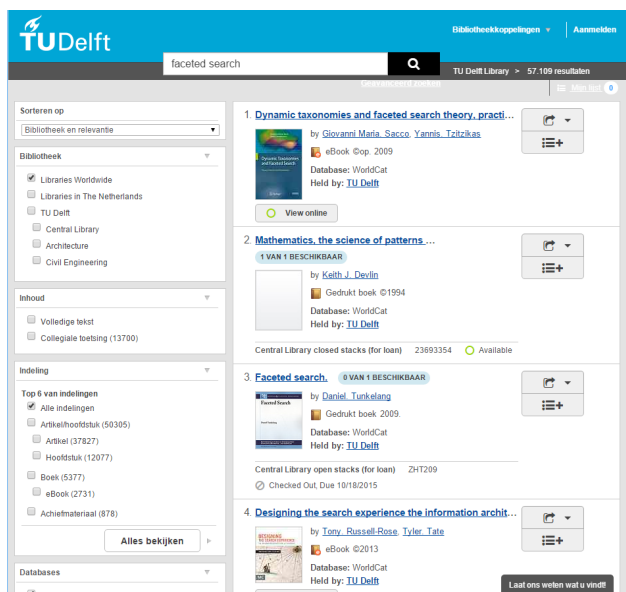 TUDelft
Bibliotheekkoppelingen
Aanmelden
faceted search
TU Delft Library > 57.109 resultaten
Geavanceerd zoeken
Mijn lijst 0
Sorteren op
Bibliotheek en relevantie
Bibliotheek
Libraries Worldwide
Libraries in The Netherlands
TU Delft
Central Library
Architecture
Civil Engineering
Inhoud
Volledige tekst
Collegiale toetsing (13700)
Indeling
Top 6 van indelingen
Alle indelingen
Artikel/hoofdstuk (50305)
Artikel (37827)
Hoofdstuk (12077)
Boek (5377)
eBook (2731)
Achiefmateriaal (878)
Alles bekijken
Databases
1. Dynamic taxonomies and faceted search theory, practi...
by Giovanni Maria. Sacco, Yannis. Tzitzikas
eBook ©op. 2009
Database: WorldCat
Held by: TU Delft
View online
2. Mathematics, the science of patterns ...
1 VAN 1 BESCHIKBAAR
by Keith J. Devlin
Gedrukt boek ©1994
Database: WorldCat
Held by: TU Delft
Central Library closed stacks (for loan) 23693354 Available
3. Faceted search. 0 VAN 1 BESCHIKBAAR
Faceted Search
by Daniel. Tunkelang
Gedrukt boek 2009.
Database: WorldCat
Held by: TU Delft
Central Library open stacks (for loan) ZHT209
Checked Out, Due 10/18/2015
4. Designing the search experience the information archit...
DESIGNING
by Tony. Russell-Rose, Tyler. Tate
eBook ©2013
Database: WorldCat
Held by: TU Delft
Laat ons weten wat u vindt!